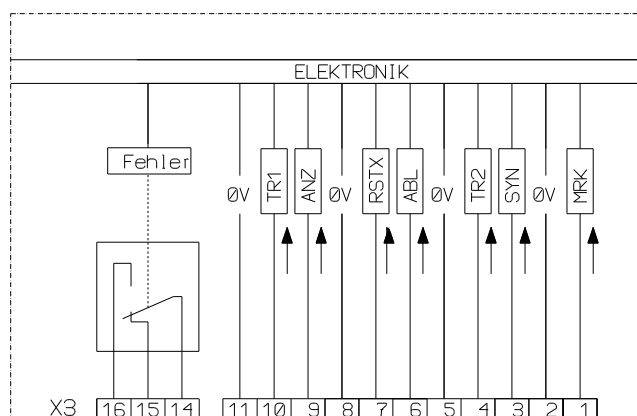 ELEKTRONIK
Fehler
0V TR1 ANZ 0V RSTX ABL 0V TR2 SYN 0V MRK
X3 16 15 14 11 10 9 8 7 6 5 4 3 2 1